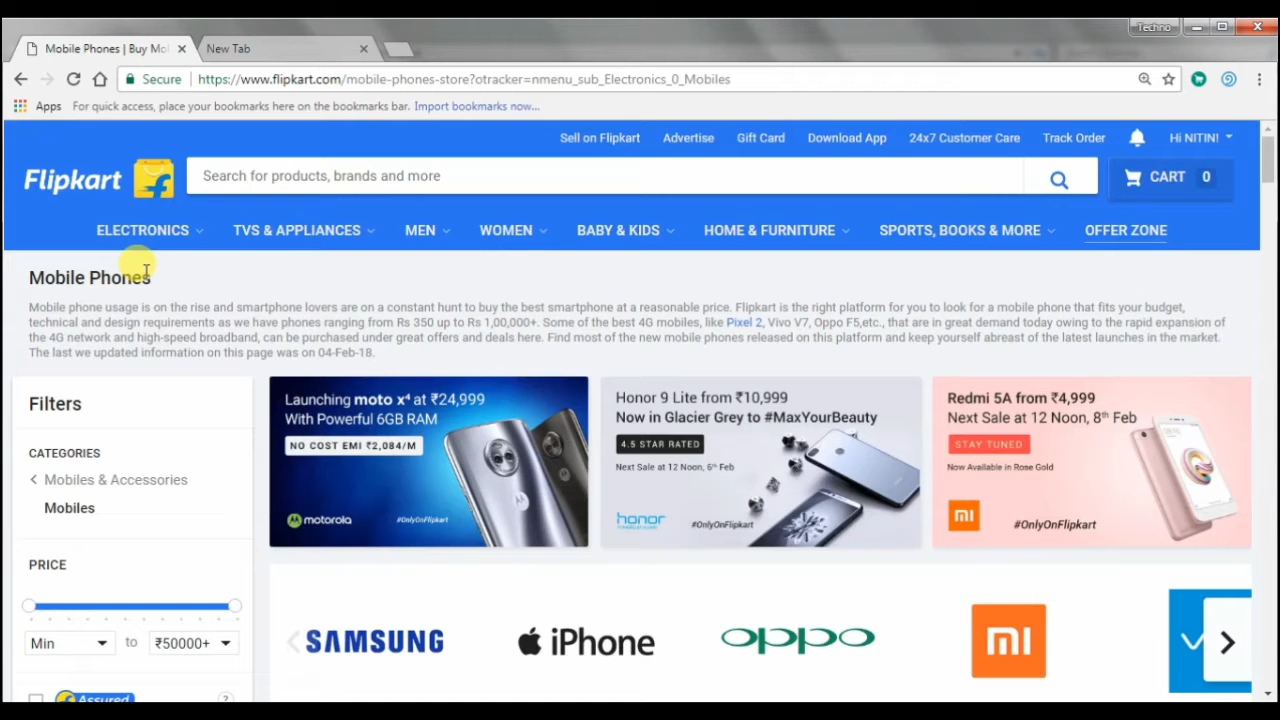 Techno
Mobile Phones | Buy Mo
New Tab
Secure
https://www.flipkart.com/mobile-phones-store?otracker=nmenu_sub_Electronics_0_Mobiles
Apps
For quick access, place your bookmarks here on the bookmarks bar. Import bookmarks now...
Sell on Flipkart
Advertise
Gift Card
Download App
24x7 Customer Care
Track Order
Hi NITIN!
Flipkart
Search for products, brands and more
CART 0
ELECTRONICS
TVS & APPLIANCES
MEN
WOMEN
BABY & KIDS
HOME & FURNITURE
SPORTS, BOOKS & MORE
OFFER ZONE
Mobile Phones
Mobile phone usage is on the rise and smartphone lovers are on a constant hunt to buy the best smartphone at a reasonable price. Flipkart is the right platform for you to look for a mobile phone that fits your budget,
technical and design requirements as we have phones ranging from Rs 350 up to Rs 1,00,000+. Some of the best 4G mobiles, like Pixel 2, Vivo V7, Oppo F5,etc., that are in great demand today owing to the rapid expansion of
the 4G network and high-speed broadband, can be purchased under great offers and deals here. Find most of the new mobile phones released on this platform and keep yourself abreast of the latest launches in the market.
The last we updated information on this page was on 04-Feb-18.
Filters
CATEGORIES
Mobiles & Accessories
Mobiles
PRICE
Min
to
₹50000+
Assured
?
Launching moto x⁴ at ₹24,999
With Powerful 6GB RAM
NO COST EMI ₹2,084/M
motorola
#OnlyOnFlipkart
Honor 9 Lite from ₹10,999
Now in Glacier Grey to #MaxYourBeauty
4.5 STAR RATED
Next Sale at 12 Noon, 6th Feb
honor
#OnlyOnFlipkart
Redmi 5A from ₹4,999
Next Sale at 12 Noon, 8th Feb
STAY TUNED
Now Available in Rose Gold
MI
#OnlyOnFlipkart
SAMSUNG
iPhone
oppo
MI